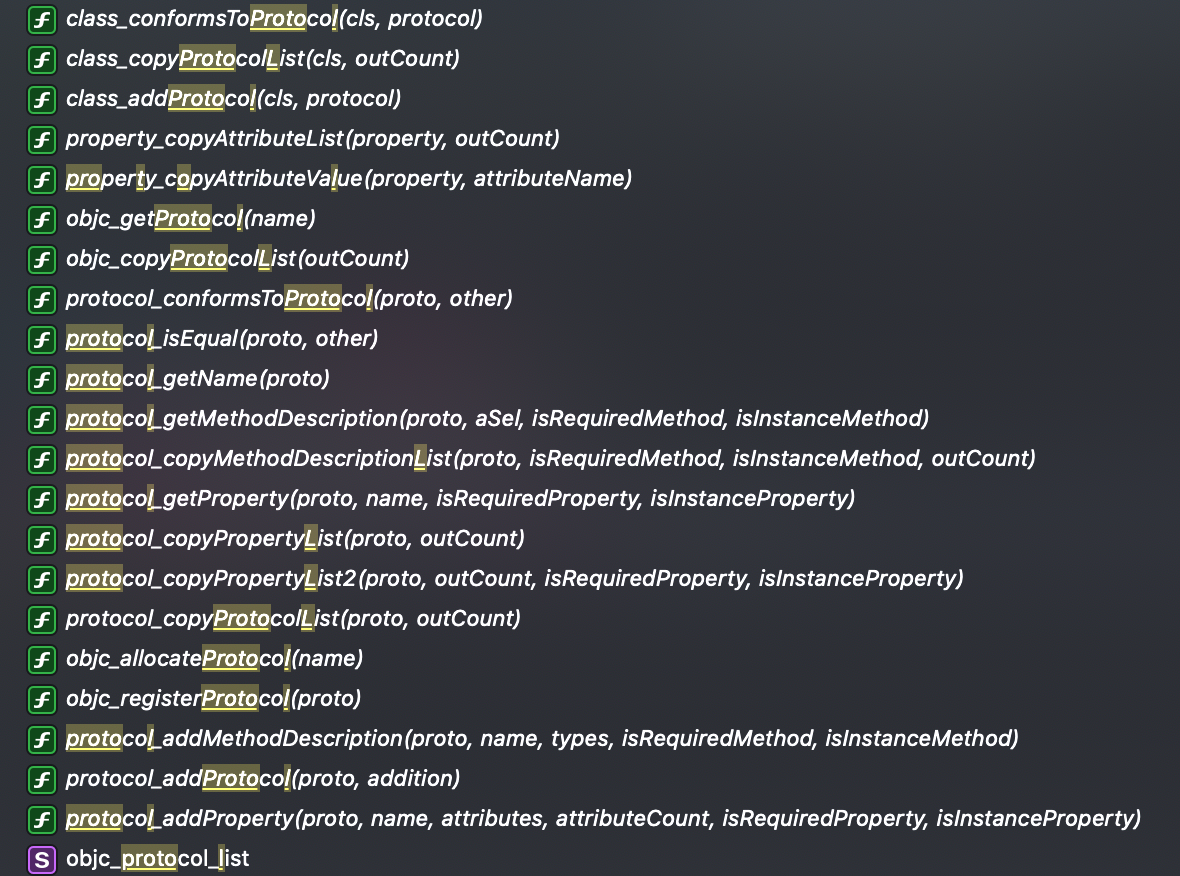 f class_conformsToProtocol(cls, protocol)
f class_copyProtocolList(cls, outCount)
f class_addProtocol(cls, protocol)
f property_copyAttributeList(property, outCount)
f property_copyAttributeValue(property, attributeName)
f objc_getProtocol(name)
f objc_copyProtocolList(outCount)
f protocol_conformsToProtocol(proto, other)
f protocol_isEqual(proto, other)
f protocol_getName(proto)
f protocol_getMethodDescription(proto, aSel, isRequiredMethod, isInstanceMethod)
f protocol_copyMethodDescriptionList(proto, isRequiredMethod, isInstanceMethod, outCount)
f protocol_getProperty(proto, name, isRequiredProperty, isInstanceProperty)
f protocol_copyPropertyList(proto, outCount)
f protocol_copyPropertyList2(proto, outCount, isRequiredProperty, isInstanceProperty)
f protocol_copyProtocolList(proto, outCount)
f objc_allocateProtocol(name)
f objc_registerProtocol(proto)
f protocol_addMethodDescription(proto, name, types, isRequiredMethod, isInstanceMethod)
f protocol_addProtocol(proto, addition)
f protocol_addProperty(proto, name, attributes, attributeCount, isRequiredProperty, isInstanceProperty)
S objc_protocol_list